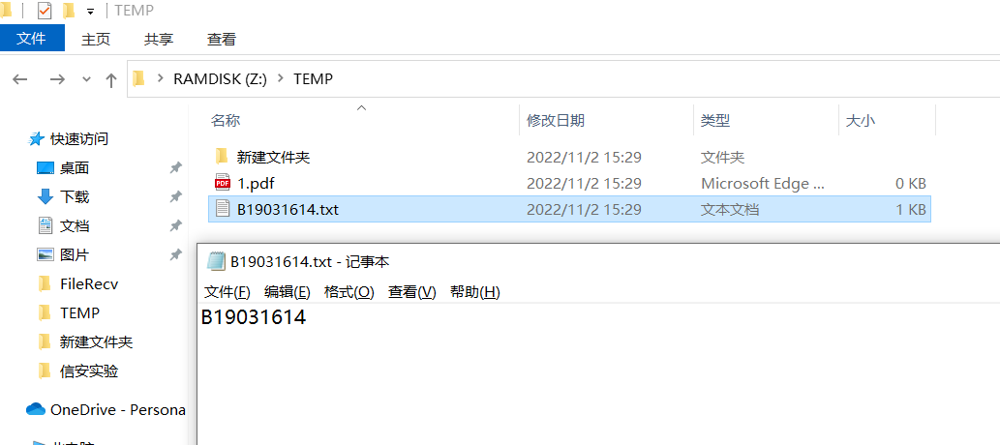 TEMP
文件 主页 共享 查看
RAMDISK (Z:) TEMP
名称 修改日期 类型 大小
快速访问
新建文件夹 2022/11/2 15:29 文件夹
桌面
1.pdf 2022/11/2 15:29 Microsoft Edge ... 0 KB
下载
B19031614.txt 2022/11/2 15:29 文本文档 1 KB
文档
图片
FileRecv
TEMP
新建文件夹
信安实验
OneDrive - Persona
B19031614.txt - 记事本
文件(F) 编辑(E) 格式(O) 查看(V) 帮助(H)
B19031614